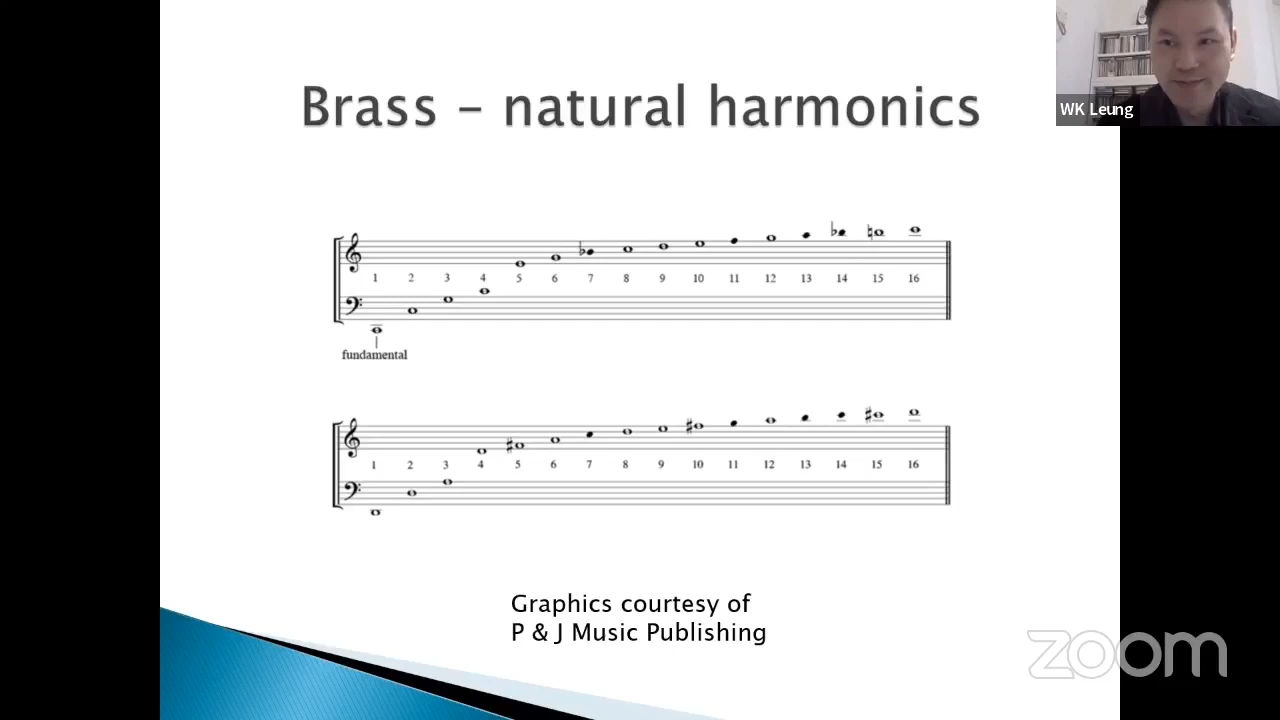 Brass – natural harmonics
WK Leung
1 2 3 4 5 6 7 8 9 10 11 12 13 14 15 16
fundamental
1 2 3 4 5 6 7 8 9 10 11 12 13 14 15 16
Graphics courtesy of
P & J Music Publishing
zoom